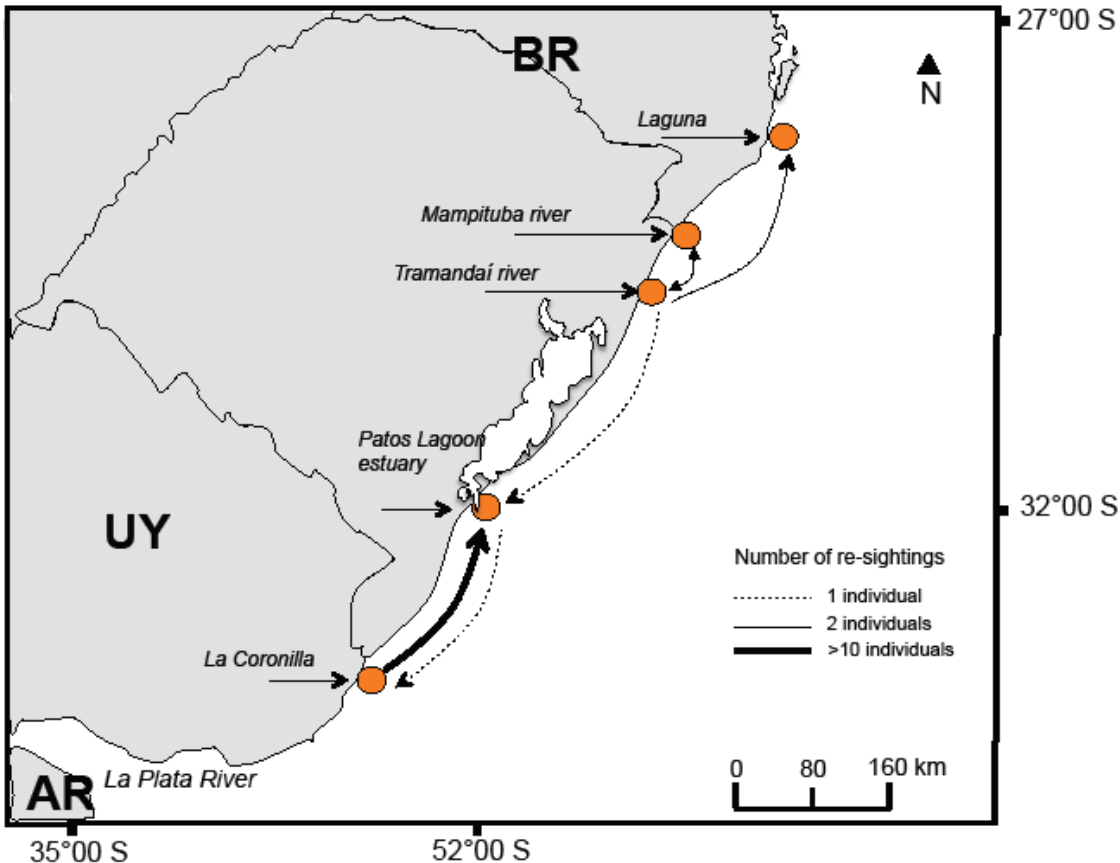 27°00 S
BR
N
Laguna
Mampituba river
Tramandaí river
Patos Lagoon
estuary
32°00 S
UY
Number of re-sightings
1 individual
2 individuals
>10 individuals
La Coronilla
0 80 160 km
AR La Plata River
35°00 S 52°00 S